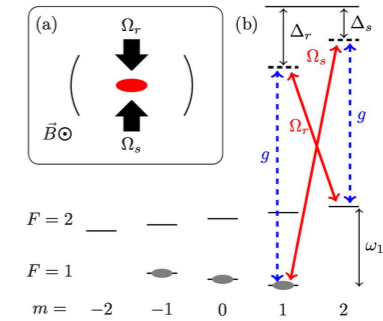 (a)
Ω_r
B⃗⊙
Ω_s
(b)
Δ_r
Δ_s
Ω_s
g
Ω_r
g
F = 2
F = 1
ω_1
m = −2 −1 0 1 2